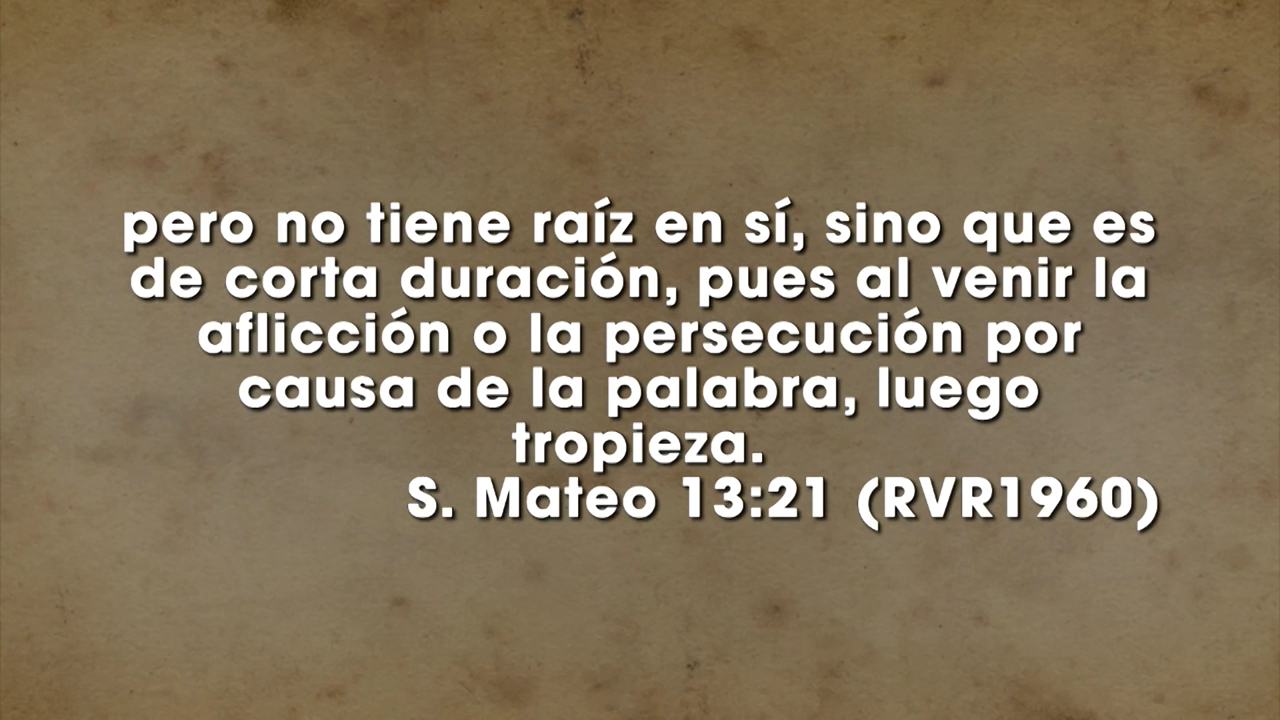 pero no tiene raíz en sí, sino que es
de corta duración, pues al venir la
aflicción o la persecución por
causa de la palabra, luego
tropieza.
S. Mateo 13:21 (RVR1960)